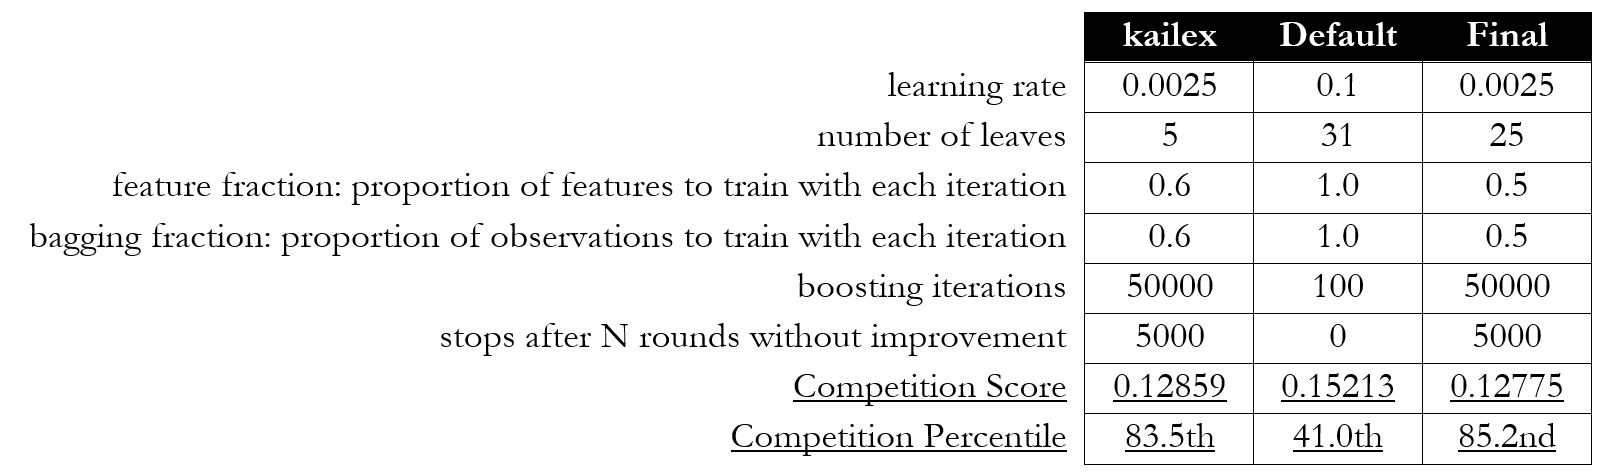 kailex Default Final
learning rate 0.0025 0.1 0.0025
number of leaves 5 31 25
feature fraction: proportion of features to train with each iteration 0.6 1.0 0.5
bagging fraction: proportion of observations to train with each iteration 0.6 1.0 0.5
boosting iterations 50000 100 50000
stops after N rounds without improvement 5000 0 5000
Competition Score 0.12859 0.15213 0.12775
Competition Percentile 83.5th 41.0th 85.2nd